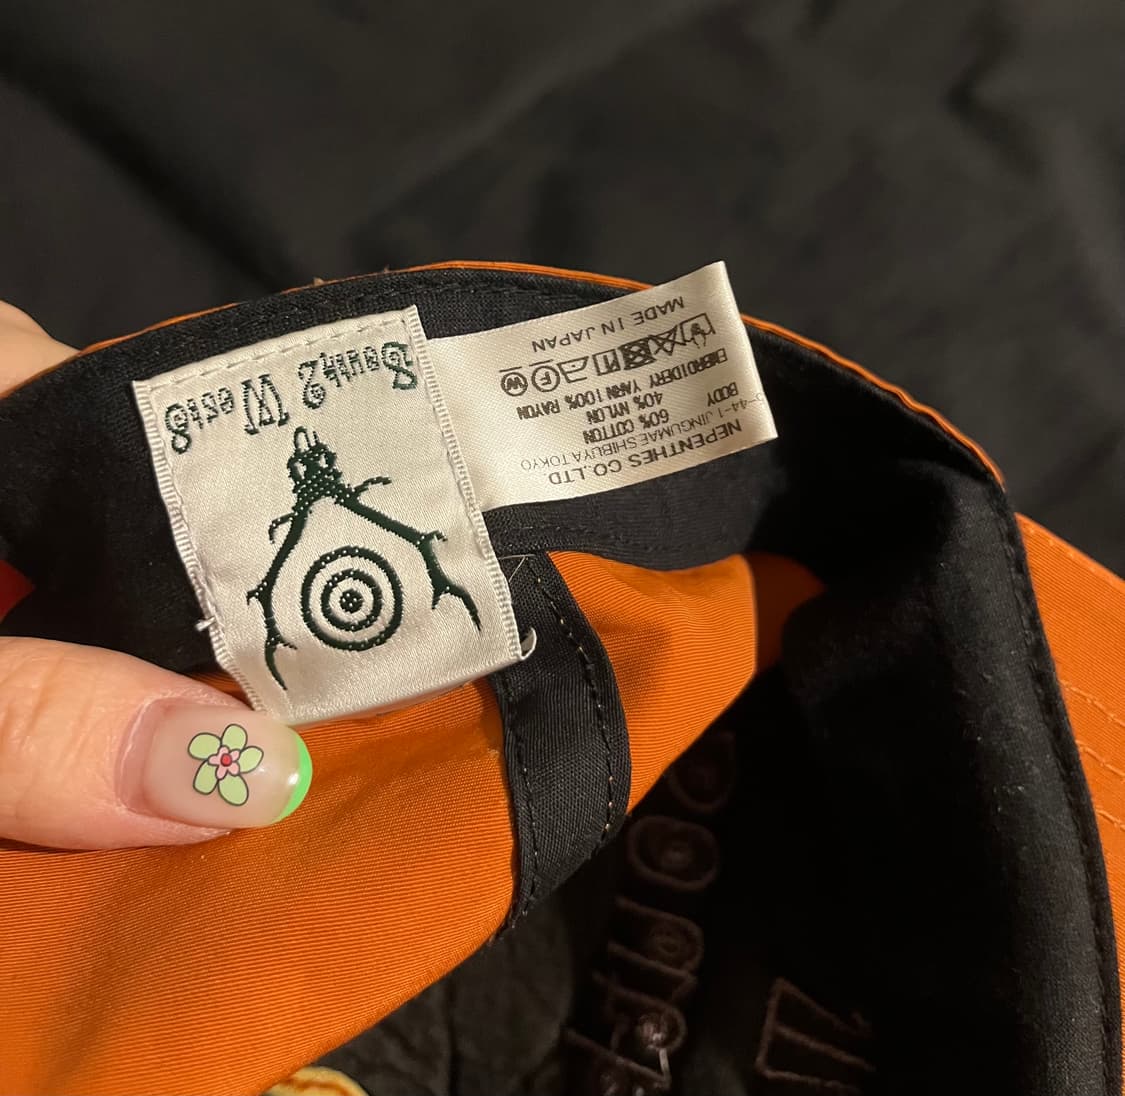 South2 West8
NEPENTHES CO.LTD
5-44-1 JINGUMAE SHIBUYA TOKYO
BODY
60% COTTON
40% NYLON
EMBROIDERY YARN 100% RAYON
F W
MADE IN JAPAN